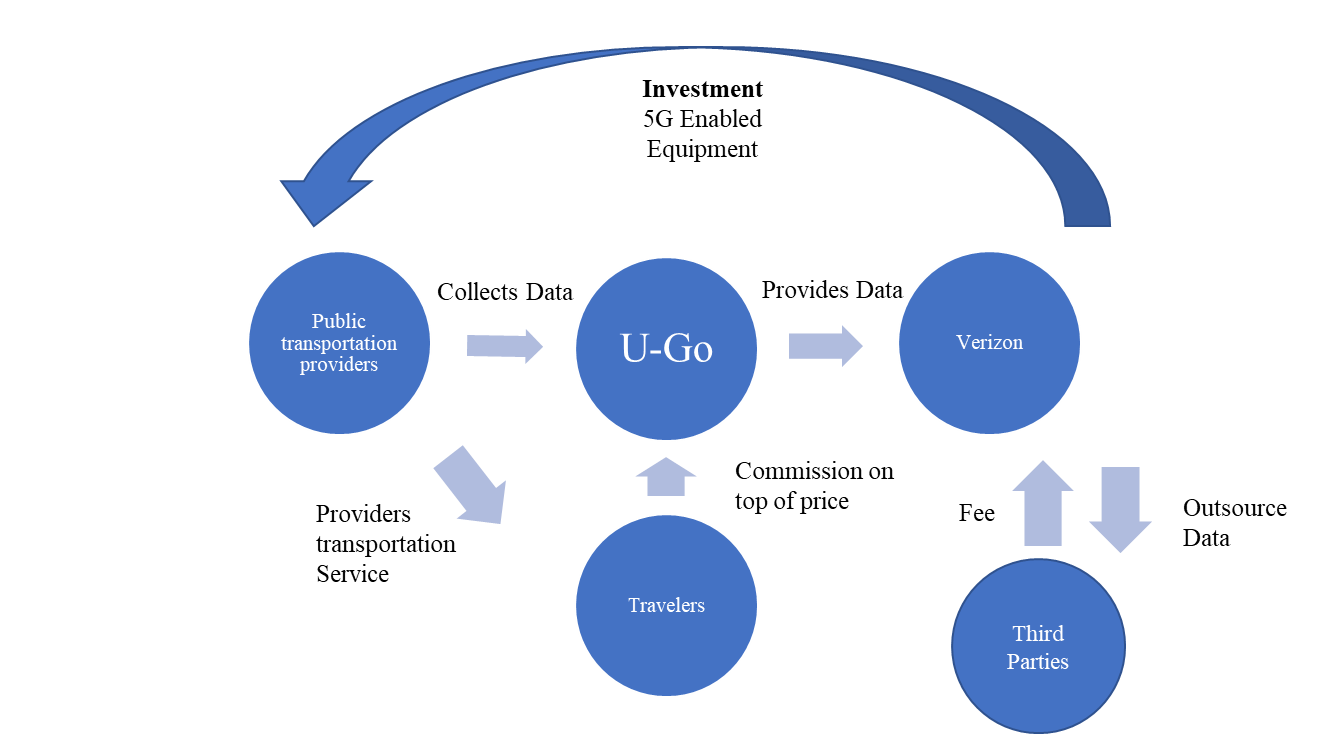 Investment
5G Enabled
Equipment
Collects Data
Provides Data
Public
transportation
providers
U-Go
Verizon
Commission on
top of price
Providers
transportation
Service
Fee
Outsource
Data
Travelers
Third
Parties